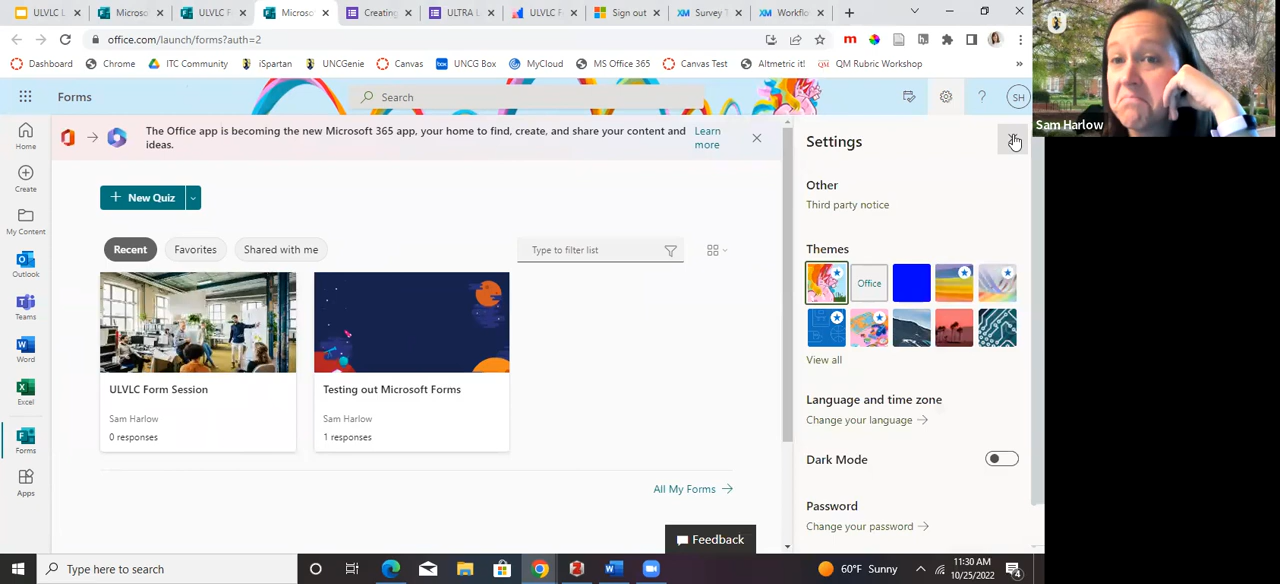 ULVLC L
Microso
ULVLC F
Microso
Creating
ULTRA L
ULVLC F
Sign out
XM
Survey T
XM
Workflo
office.com/launch/forms?auth=2
Dashboard
Chrome
ITC Community
iSpartan
UNCGenie
Canvas
UNCG Box
MyCloud
MS Office 365
Canvas Test
Altmetric it!
QM Rubric Workshop
»
Forms
Search
SH
Sam Harlow
Home
Create
My Content
Outlook
Teams
Word
Excel
Forms
Apps
The Office app is becoming the new Microsoft 365 app, your home to find, create, and share your content and
ideas.
Learn
more
New Quiz
Recent
Favorites
Shared with me
Type to filter list
ULVLC Form Session
Sam Harlow
0 responses
Testing out Microsoft Forms
Sam Harlow
1 responses
All My Forms
Feedback
Settings
Other
Third party notice
Themes
Office
View all
Language and time zone
Change your language
Dark Mode
Password
Change your password
Type here to search
60°F Sunny
11:30 AM
10/25/2022
4